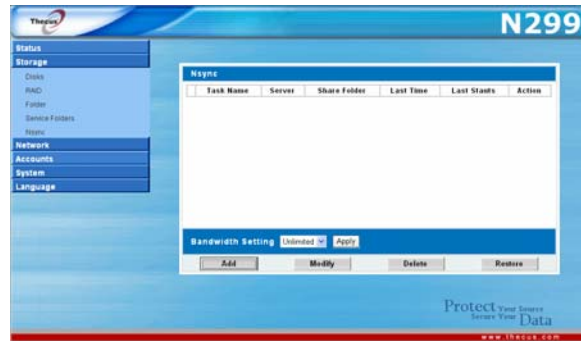 Thecus
N299
Status
Storage
Disks
RAID
Folder
Service Folders
Nsync
Network
Accounts
System
Language
Nsync
Task Name Server Share Folder Last Time Last Stauts Action
Bandwidth Setting Unlimited Apply
Add Modify Delete Restore
Protect Your Source
Secure Your Data
www.thecus.com